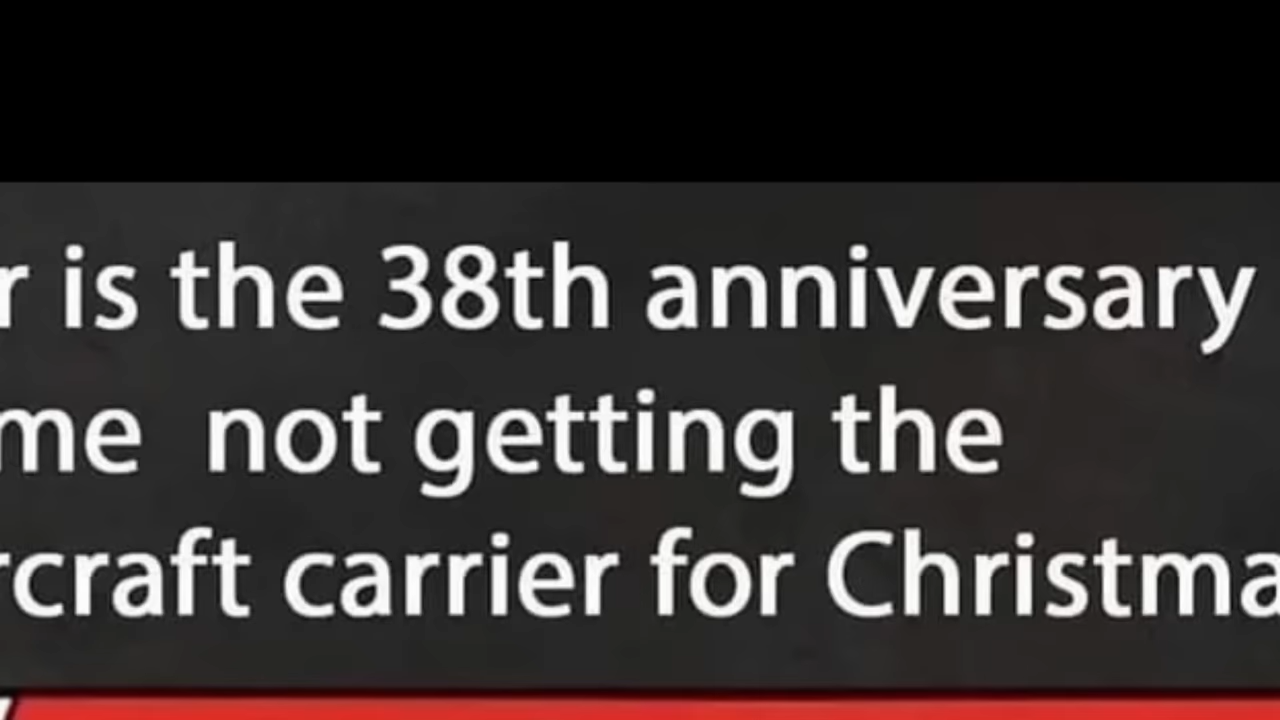 r is the 38th anniversary
me not getting the
rcraft carrier for Christma